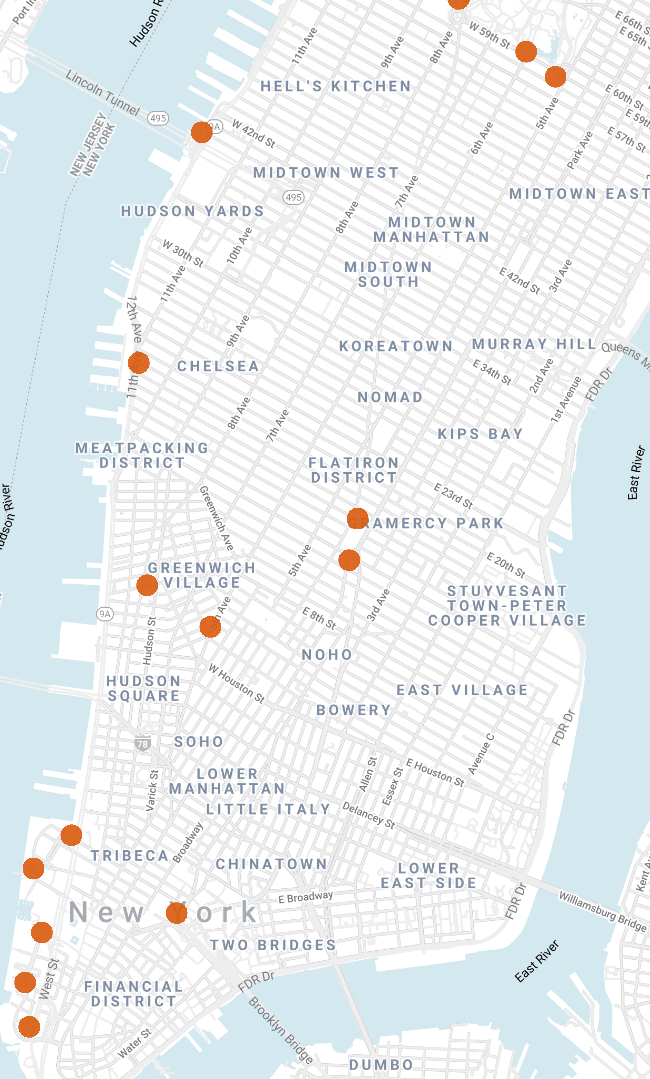 Port Im
Hudson R
W 59th St
E 66th St
E 65th St
11th Ave
9th Ave
8th Ave
HELL'S KITCHEN
Lincoln Tunnel
495
9A
W 42nd St
5th Ave
E 60th St
E 59th
E 57th St
6th Ave
Park Ave
NEW JERSEY
NEW YORK
MIDTOWN WEST
495
7th Ave
MIDTOWN EAST
HUDSON YARDS
8th Ave
MIDTOWN
MANHATTAN
10th Ave
W 30th St
11th Ave
MIDTOWN
SOUTH
E 42nd St
3rd Ave
12th Ave
9th Ave
KOREATOWN
MURRAY HILL
Queens M
CHELSEA
E 34th St
2nd Ave
FDR Dr
11th
NOMAD
1st Avenue
8th Ave
7th Ave
KIPS BAY
MEATPACKING
DISTRICT
FLATIRON
DISTRICT
East River
Hudson River
Greenwich Ave
E 23rd St
RAMERCY PARK
GREENWICH
VILLAGE
5th Ave
E 20th St
STUYVESANT
TOWN-PETER
COOPER VILLAGE
9A
Hudson St
Ave
E 8th St
3rd Ave
NOHO
HUDSON
SQUARE
W Houston St
EAST VILLAGE
BOWERY
FDR Dr
78
SOHO
Avenue C
Varick St
LOWER
MANHATTAN
Allen St
Essex St
E Houston St
LITTLE ITALY
Delancey St
TRIBECA
Broadway
CHINATOWN
LOWER
EAST SIDE
Kent Av
E Broadway
FDR Dr
Williamsburg Bridge
New York
TWO BRIDGES
West St
FDR Dr
East River
FINANCIAL
DISTRICT
Water St
Brooklyn Bridge
DUMBO